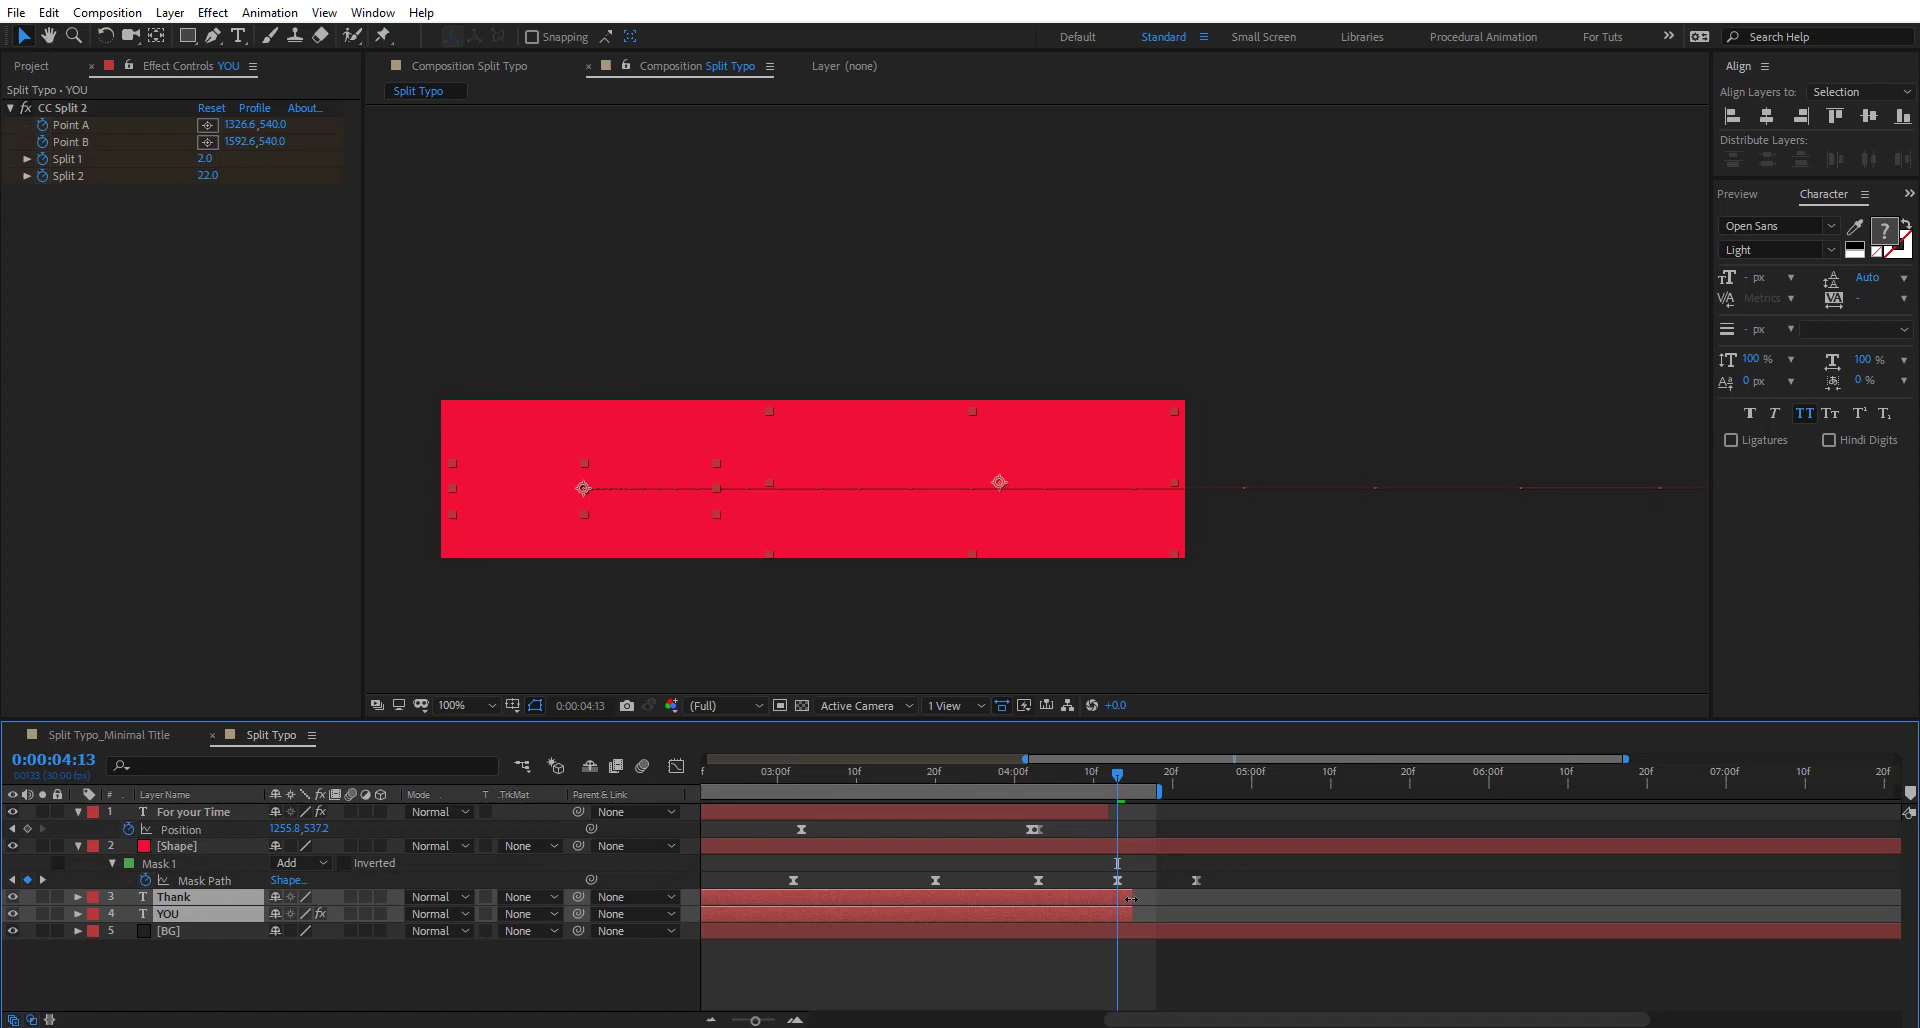 File Edit Composition Layer Effect Animation View Window Help
Snapping Default Standard Small Screen Libraries Procedural Animation For Tuts Search Help
Project Effect Controls YOU
Composition Split Typo Composition Split Typo Layer (none)
Split Typo • YOU
Split Typo
fx CC Split 2 Reset Profile About...
Point A 1326.6,540.0
Point B 1592.6,540.0
Split 1 2.0
Split 2 22.0
Align
Align Layers to: Selection
Distribute Layers:
Preview Character
Open Sans
Light
- px Auto
Metrics -
- px
100 % 100 %
0 px 0 %
Ligatures Hindi Digits
100% 0:00:04:13 (Full) Active Camera 1 View +0.0
Split Typo_Minimal Title Split Typo
0:00:04:13
00133 (30.00 fps)
f 03:00f 10f 20f 04:00f 10f 20f 05:00f 10f 20f 06:00f 10f 20f 07:00f 10f 20f
# Layer Name Mode T .TrkMat Parent & Link
1 T For your Time fx Normal None
Position 1255.8,537.2
2 [Shape] Normal None None
Mask 1 Add Inverted
Mask Path Shape...
3 T Thank Normal None None
4 T YOU fx Normal None None
5 [BG] Normal None None